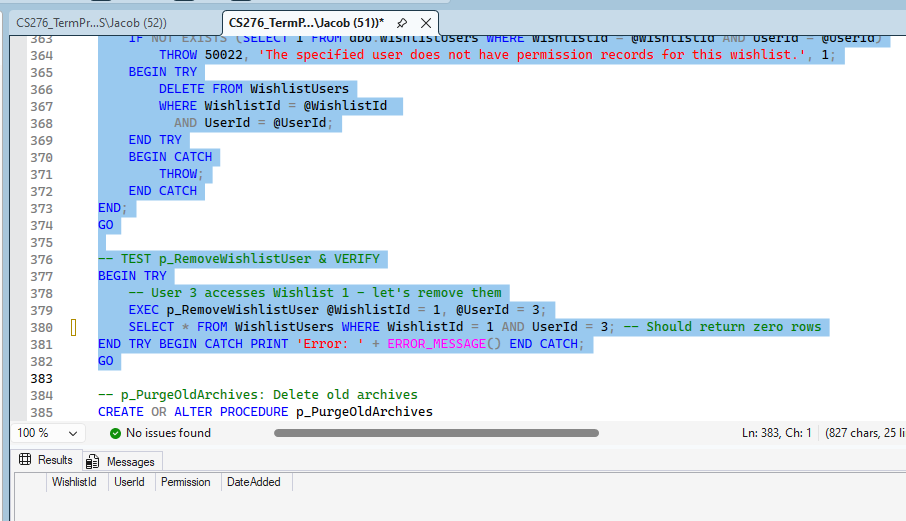 CS276_TermPr...S\Jacob (52))
CS276_TermP...\Jacob (51))*
363 IF NOT EXISTS (SELECT 1 FROM dbo.WishlistUsers WHERE WishlistId = @WishlistId AND UserId = @UserId)
364 THROW 50022, 'The specified user does not have permission records for this wishlist.', 1;
365 BEGIN TRY
366 DELETE FROM WishlistUsers
367 WHERE WishlistId = @WishlistId
368 AND UserId = @UserId;
369 END TRY
370 BEGIN CATCH
371 THROW;
372 END CATCH
373 END;
374 GO
375
376 -- TEST p_RemoveWishlistUser & VERIFY
377 BEGIN TRY
378 -- User 3 accesses Wishlist 1 - let's remove them
379 EXEC p_RemoveWishlistUser @WishlistId = 1, @UserId = 3;
380 SELECT * FROM WishlistUsers WHERE WishlistId = 1 AND UserId = 3; -- Should return zero rows
381 END TRY BEGIN CATCH PRINT 'Error: ' + ERROR_MESSAGE() END CATCH;
382 GO
383
384 -- p_PurgeOldArchives: Delete old archives
385 CREATE OR ALTER PROCEDURE p_PurgeOldArchives
100 % No issues found Ln: 383, Ch: 1 (827 chars, 25 li
Results Messages
WishlistId UserId Permission DateAdded